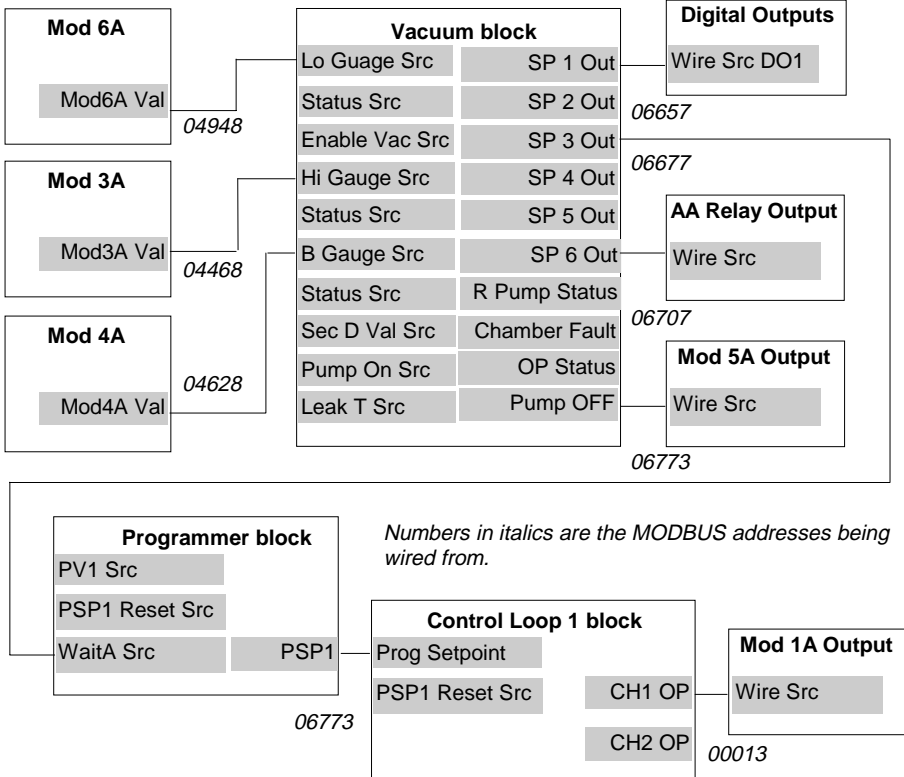 Mod 6A
Mod6A Val
04948
Mod 3A
Mod3A Val
04468
Mod 4A
Mod4A Val
04628
Vacuum block
Lo Guage Src
SP 1 Out
Status Src
SP 2 Out
Enable Vac Src
SP 3 Out
Hi Gauge Src
SP 4 Out
Status Src
SP 5 Out
B Gauge Src
SP 6 Out
Status Src
R Pump Status
Sec D Val Src
Chamber Fault
Pump On Src
OP Status
Leak T Src
Pump OFF
Digital Outputs
Wire Src DO1
06657
06677
AA Relay Output
Wire Src
06707
Mod 5A Output
Wire Src
06773
Programmer block
PV1 Src
PSP1 Reset Src
WaitA Src
PSP1
06773
Numbers in italics are the MODBUS addresses being
wired from.
Control Loop 1 block
Prog Setpoint
PSP1 Reset Src
CH1 OP
CH2 OP
00013
Mod 1A Output
Wire Src